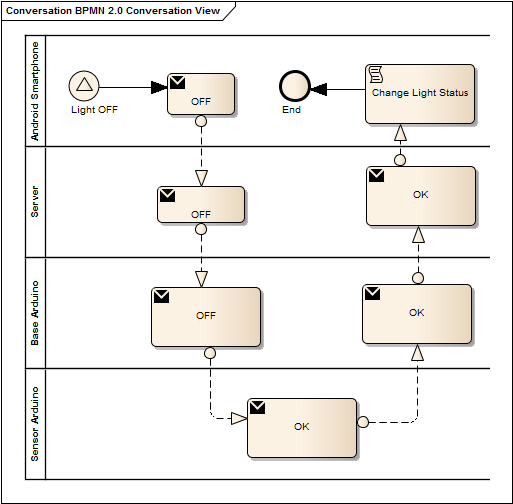 Conversation BPMN 2.0 Conversation View
Android Smartphone
Light OFF
OFF
End
Change Light Status
Server
OFF
OK
Base Arduino
OFF
OK
Sensor Arduino
OK